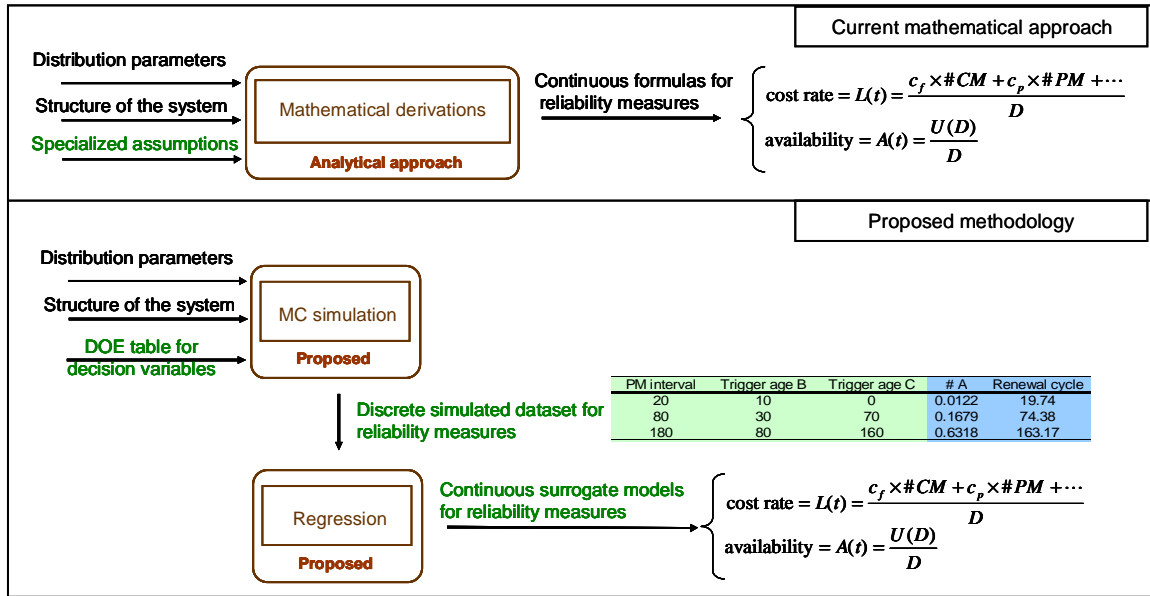 Current mathematical approach
Distribution parameters
Structure of the system
Specialized assumptions
Mathematical derivations
Analytical approach
Continuous formulas for
reliability measures
cost rate = L(t) = \frac{c_f × #CM + c_p × #PM + ⋯}{D}
availability = A(t) = \frac{U(D)}{D}
Proposed methodology
Distribution parameters
Structure of the system
DOE table for
decision variables
MC simulation
Proposed
Discrete simulated dataset for
reliability measures
PM interval Trigger age B Trigger age C # A Renewal cycle
20 10 0 0.0122 19.74
80 30 70 0.1679 74.38
180 80 160 0.6318 163.17
Regression
Proposed
Continuous surrogate models
for reliability measures
cost rate = L(t) = \frac{c_f × #CM + c_p × #PM + ⋯}{D}
availability = A(t) = \frac{U(D)}{D}